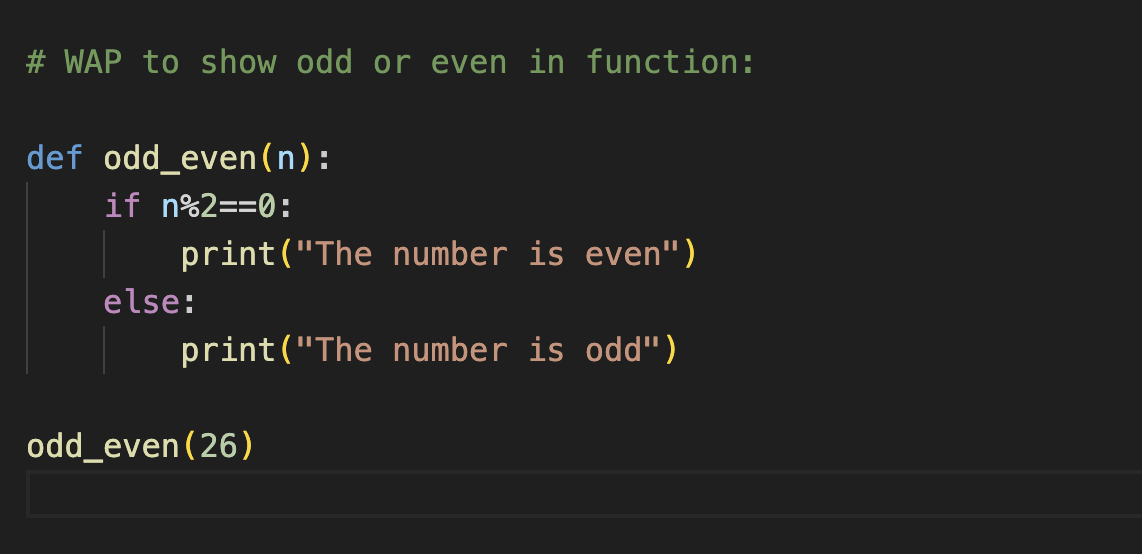 # WAP to show odd or even in function:
def odd_even(n):
    if n%2==0:
        print("The number is even")
    else:
        print("The number is odd")
odd_even(26)